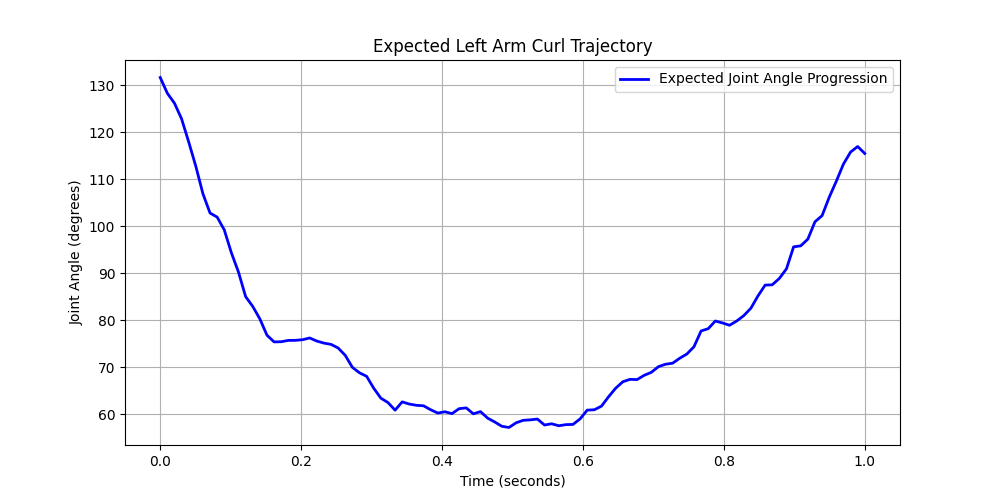 Expected Left Arm Curl Trajectory
Expected Joint Angle Progression
Joint Angle (degrees)
130
120
110
100
90
80
70
60
0.0 0.2 0.4 0.6 0.8 1.0
Time (seconds)